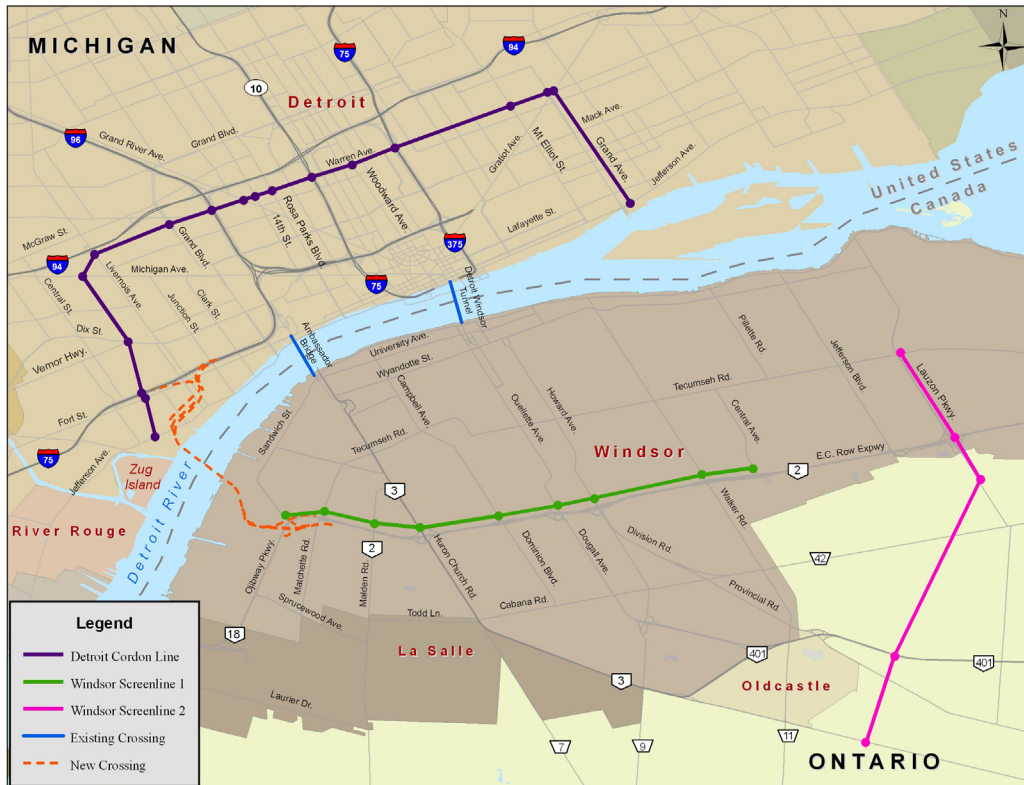 MICHIGAN
N
75
94
10
Detroit
96
Grand River Ave.
Grand Blvd.
Mack Ave.
Warren Ave.
Gratiot Ave.
Mt Elliot St.
Grand Ave.
Jefferson Ave.
United States
Canada
Woodward Ave.
Rosa Parks Blvd.
14th St.
Lafayette St.
McGraw St.
Grand Blvd.
375
94
Livernois Ave.
Michigan Ave.
75
Detroit Windsor
Tunnel
Central St.
Junction St.
Clark St.
Dix St.
Vernor Hwy.
Ambassador
Bridge
University Ave.
Wyandotte St.
Pillette Rd.
Jefferson Blvd.
Lauzon Pkwy.
Tecumseh Rd.
Campbell Ave.
Ouellette Ave.
Howard Ave.
Central Ave.
Fort St.
Sandwich St.
Tecumseh Rd.
75
Jefferson Ave.
Zug
Island
Windsor
E.C. Row Expwy
2
3
River Rouge
Detroit River
Walker Rd.
2
Ojibway Pkwy.
Matchette Rd.
Malden Rd.
Huron Church Rd.
Dominion Blvd.
Dougall Ave.
Division Rd.
42
Provincial Rd.
Sprucewood Ave.
Todd Ln.
Cabana Rd.
18
La Salle
401
401
3
Oldcastle
Laurier Dr.
7
9
11
ONTARIO
Legend
Detroit Cordon Line
Windsor Screenline 1
Windsor Screenline 2
Existing Crossing
New Crossing